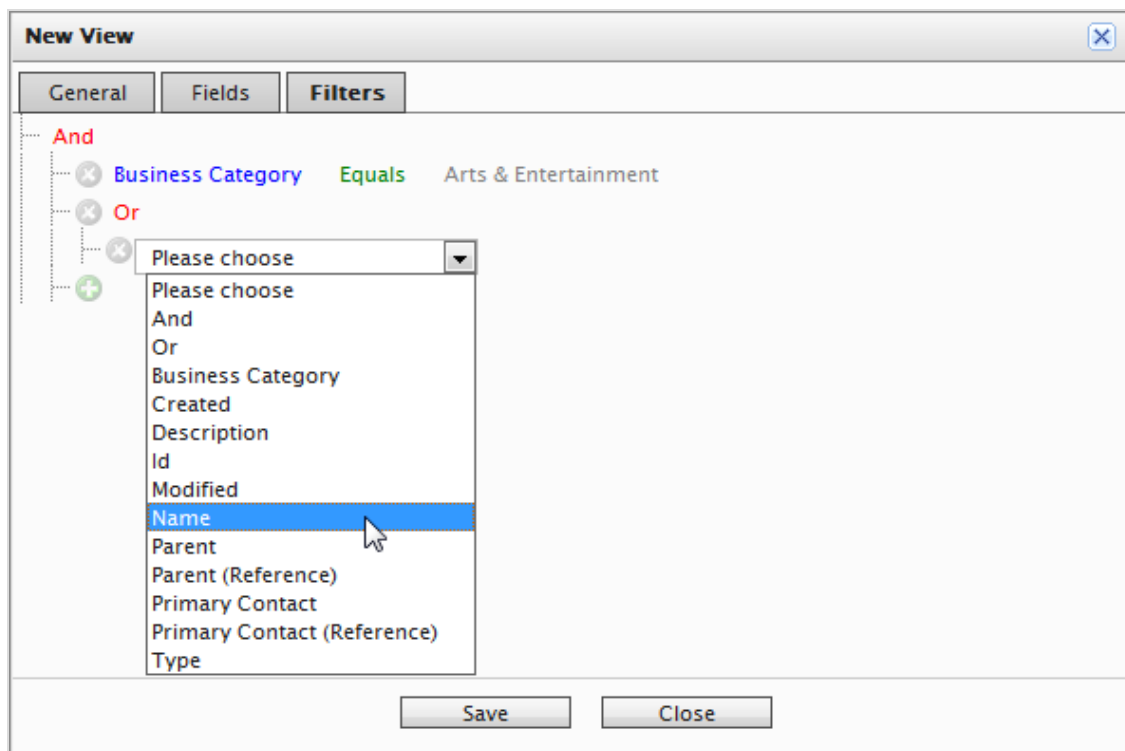 New View
General Fields Filters
And
Business Category Equals Arts & Entertainment
Or
Please choose
Please choose
And
Or
Business Category
Created
Description
Id
Modified
Name
Parent
Parent (Reference)
Primary Contact
Primary Contact (Reference)
Type
Save Close